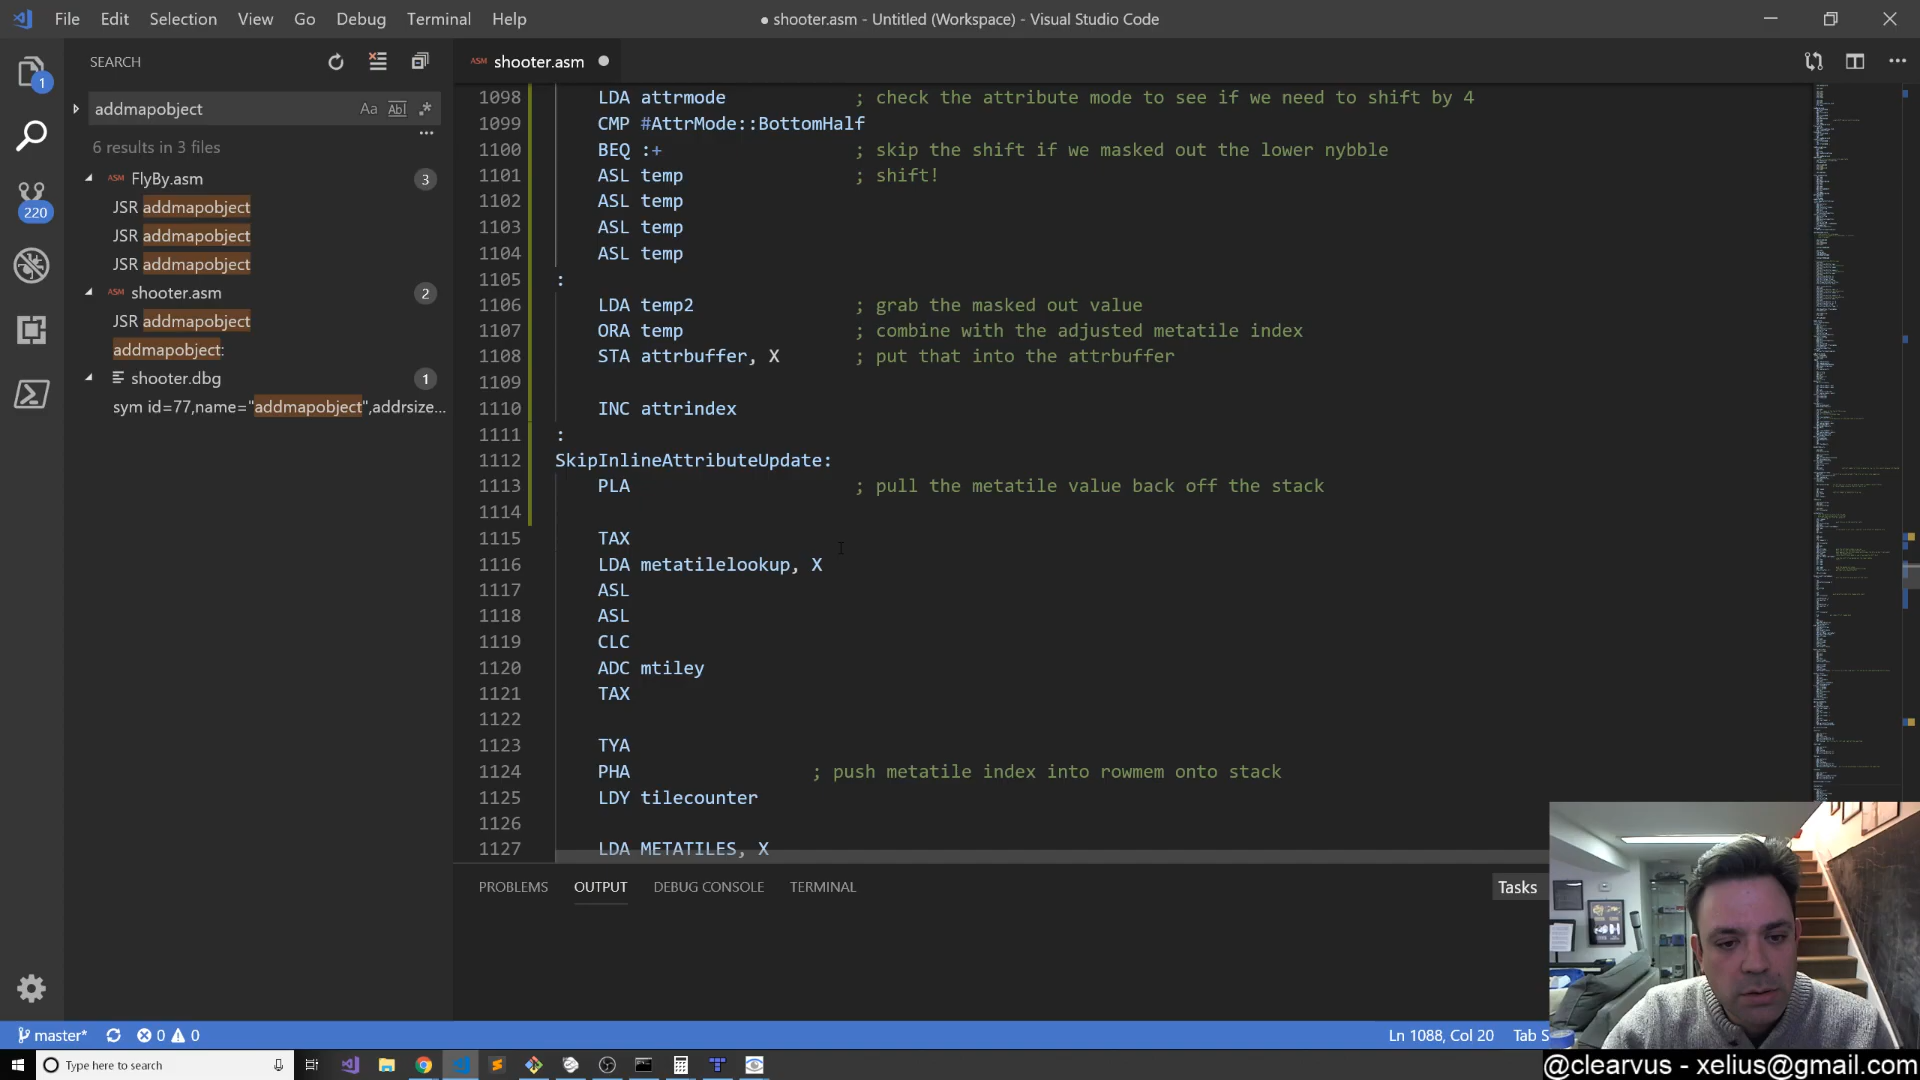 File Edit Selection View Go Debug Terminal Help
● shooter.asm - Untitled (Workspace) - Visual Studio Code
SEARCH
ASM shooter.asm
addmapobject
Aa Abl .*
6 results in 3 files
ASM FlyBy.asm 3
JSR addmapobject
JSR addmapobject
JSR addmapobject
ASM shooter.asm 2
JSR addmapobject
addmapobject:
shooter.dbg 1
sym id=77,name="addmapobject",addrsize...
1
220
1098 LDA attrmode ; check the attribute mode to see if we need to shift by 4
1099 CMP #AttrMode::BottomHalf
1100 BEQ :+ ; skip the shift if we masked out the lower nybble
1101 ASL temp ; shift!
1102 ASL temp
1103 ASL temp
1104 ASL temp
1105 :
1106 LDA temp2 ; grab the masked out value
1107 ORA temp ; combine with the adjusted metatile index
1108 STA attrbuffer, X ; put that into the attrbuffer
1109
1110 INC attrindex
1111 :
1112 SkipInlineAttributeUpdate:
1113 PLA ; pull the metatile value back off the stack
1114
1115 TAX
1116 LDA metatilelookup, X
1117 ASL
1118 ASL
1119 CLC
1120 ADC mtiley
1121 TAX
1122
1123 TYA
1124 PHA ; push metatile index into rowmem onto stack
1125 LDY tilecounter
1126
1127 LDA METATILES, X
PROBLEMS OUTPUT DEBUG CONSOLE TERMINAL
Tasks
master* 0 0
Ln 1088, Col 20 Tab S
Type here to search
@clearvus - xelius@gmail.com